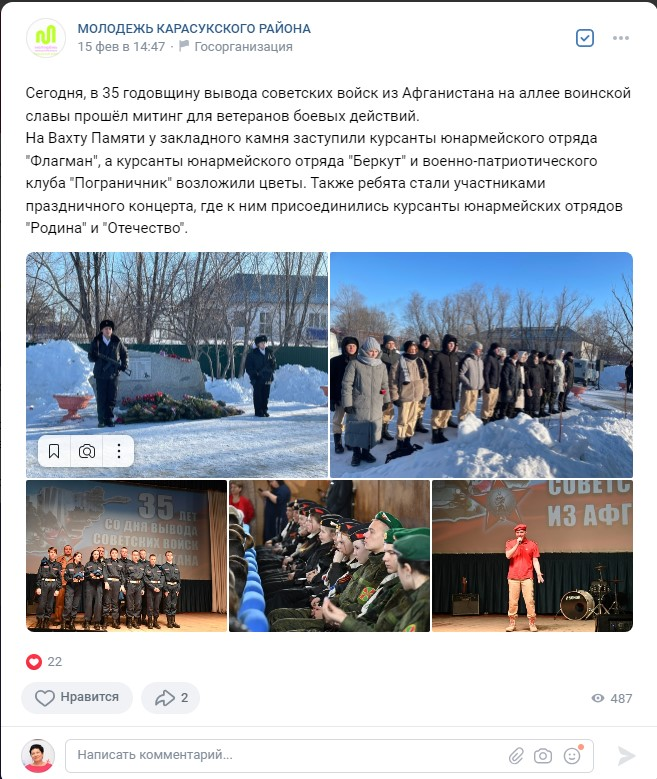 МОЛОДЕЖЬ КАРАСУКСКОГО РАЙОНА
15 фев в 14:47 · Госорганизация
Сегодня, в 35 годовщину вывода советских войск из Афганистана на аллее воинской
славы прошёл митинг для ветеранов боевых действий.
На Вахту Памяти у закладного камня заступили курсанты юнармейского отряда
"Флагман", а курсанты юнармейского отряда "Беркут" и военно-патриотического
клуба "Пограничник" возложили цветы. Также ребята стали участниками
праздничного концерта, где к ним присоединились курсанты юнармейских отрядов
"Родина" и "Отечество".
35 ЛЕТ
СО ДНЯ ВЫВОДА
СОВЕТСКИХ ВОЙСК
СОВЕТС
ИЗ АФГ
22
Нравится
2
487
Написать комментарий...